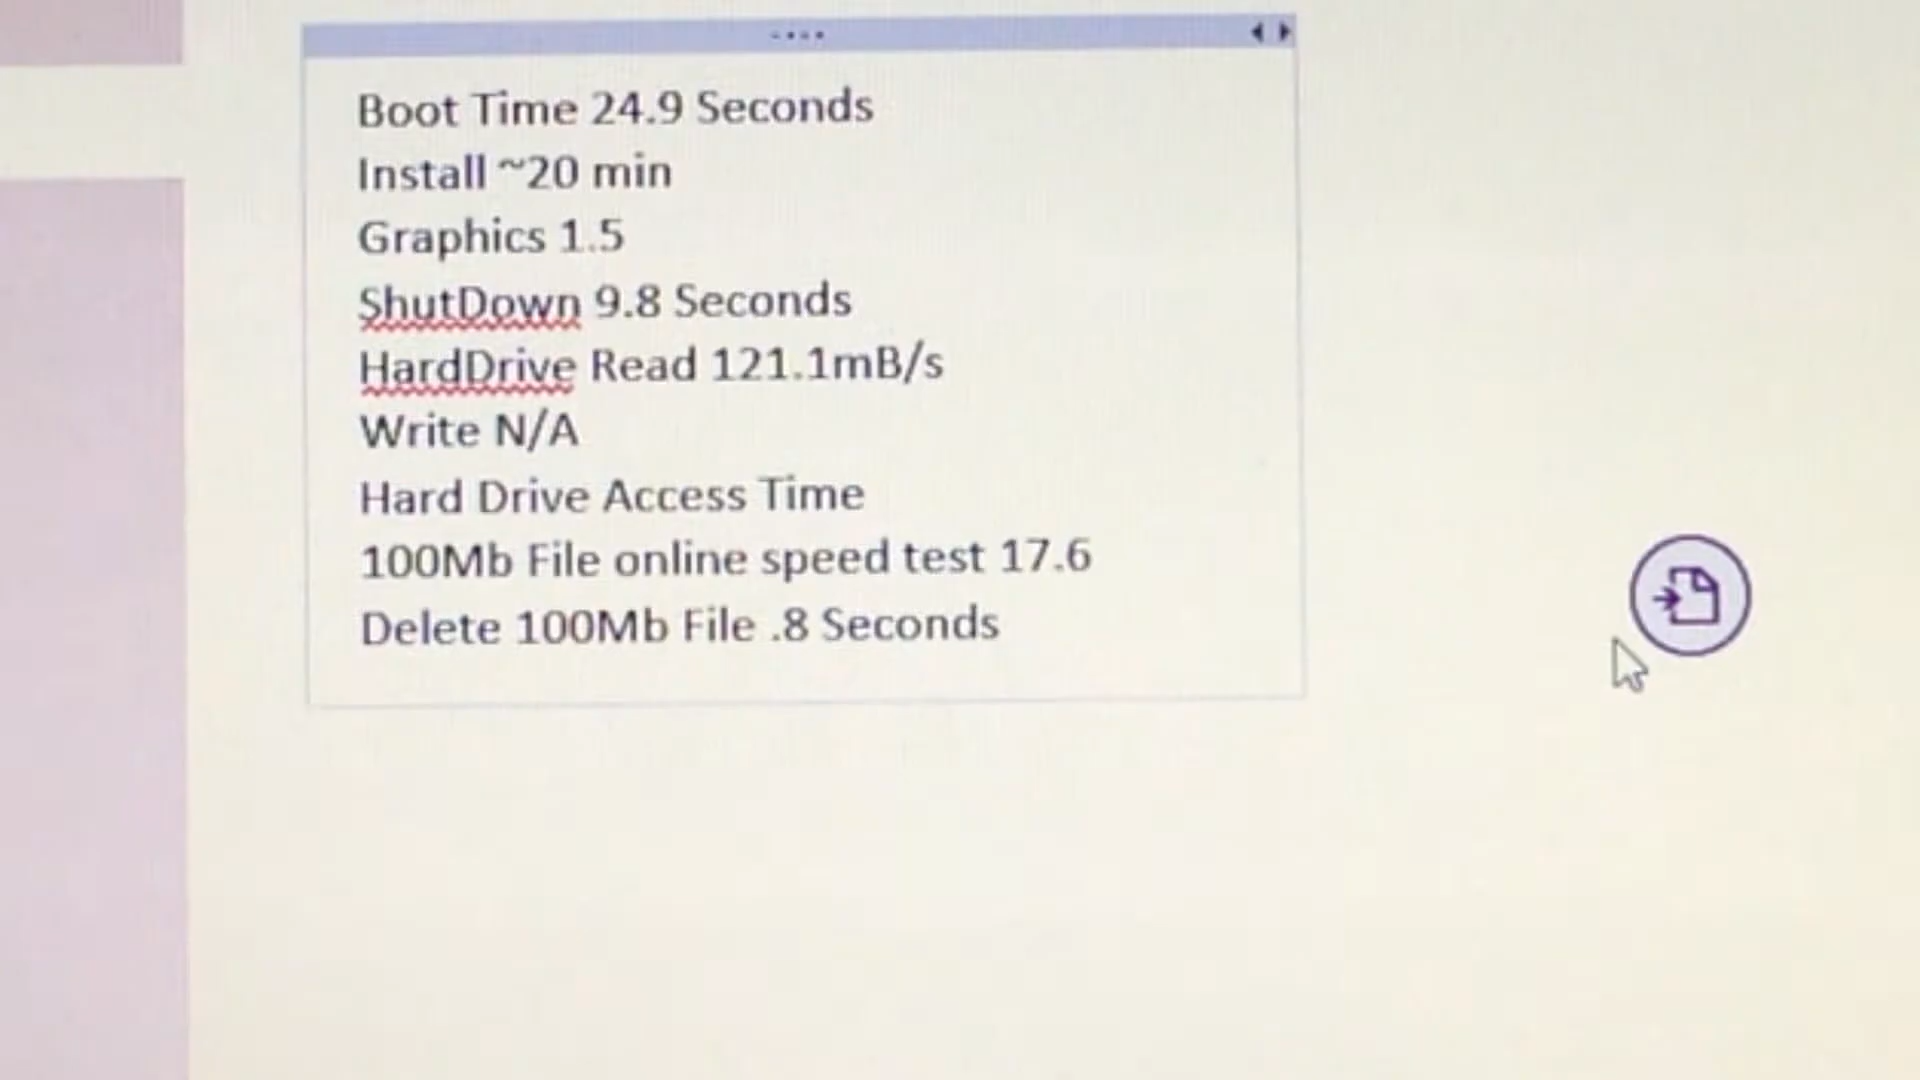 Boot Time 24.9 Seconds
Install ~20 min
Graphics 1.5
ShutDown 9.8 Seconds
HardDrive Read 121.1mB/s
Write N/A
Hard Drive Access Time
100Mb File online speed test 17.6
Delete 100Mb File .8 Seconds